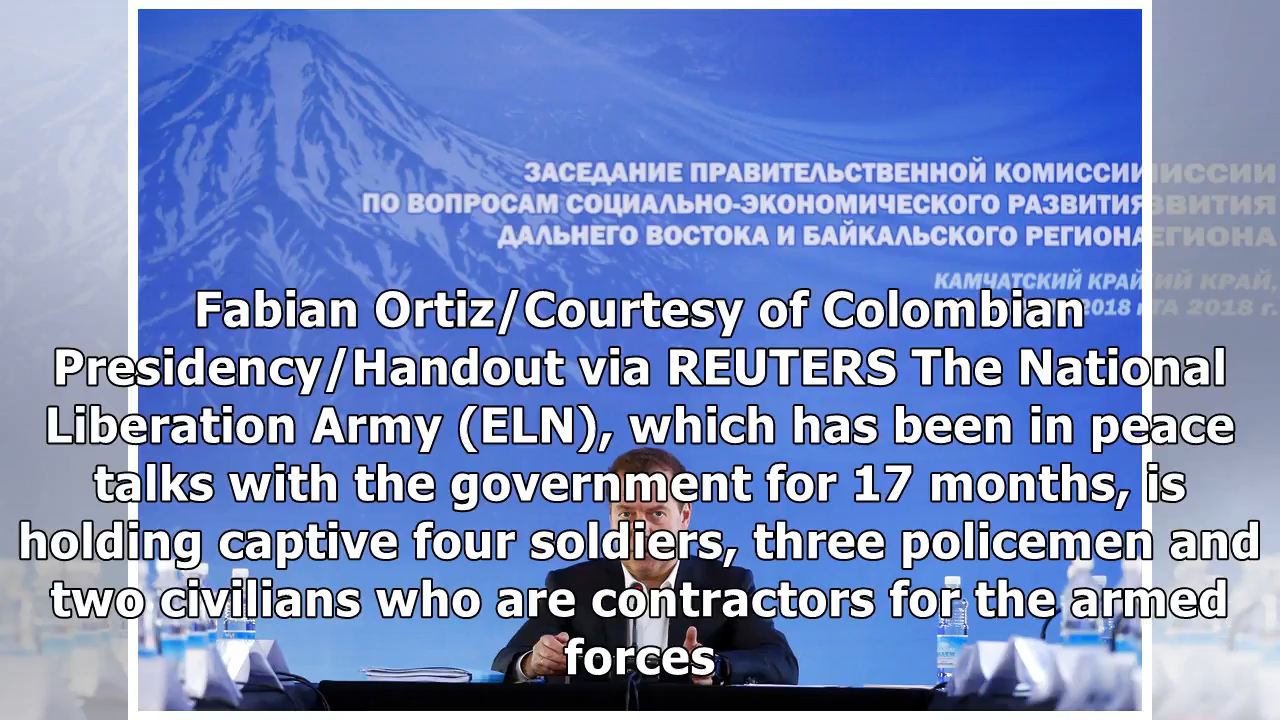 ЗАСЕДАНИЕ ПРАВИТЕЛЬСТВЕННОЙ КОМИССИИ
ПО ВОПРОСАМ СОЦИАЛЬНО-ЭКОНОМИЧЕСКОГО РАЗВИТИЯ
ДАЛЬНЕГО ВОСТОКА И БАЙКАЛЬСКОГО РЕГИОНА
КАМЧАТСКИЙ КРАЙ
2018 г
Fabian Ortiz/Courtesy of Colombian
Presidency/Handout via REUTERS The National
Liberation Army (ELN), which has been in peace
talks with the government for 17 months, is
holding captive four soldiers, three policemen and
two civilians who are contractors for the armed
forces